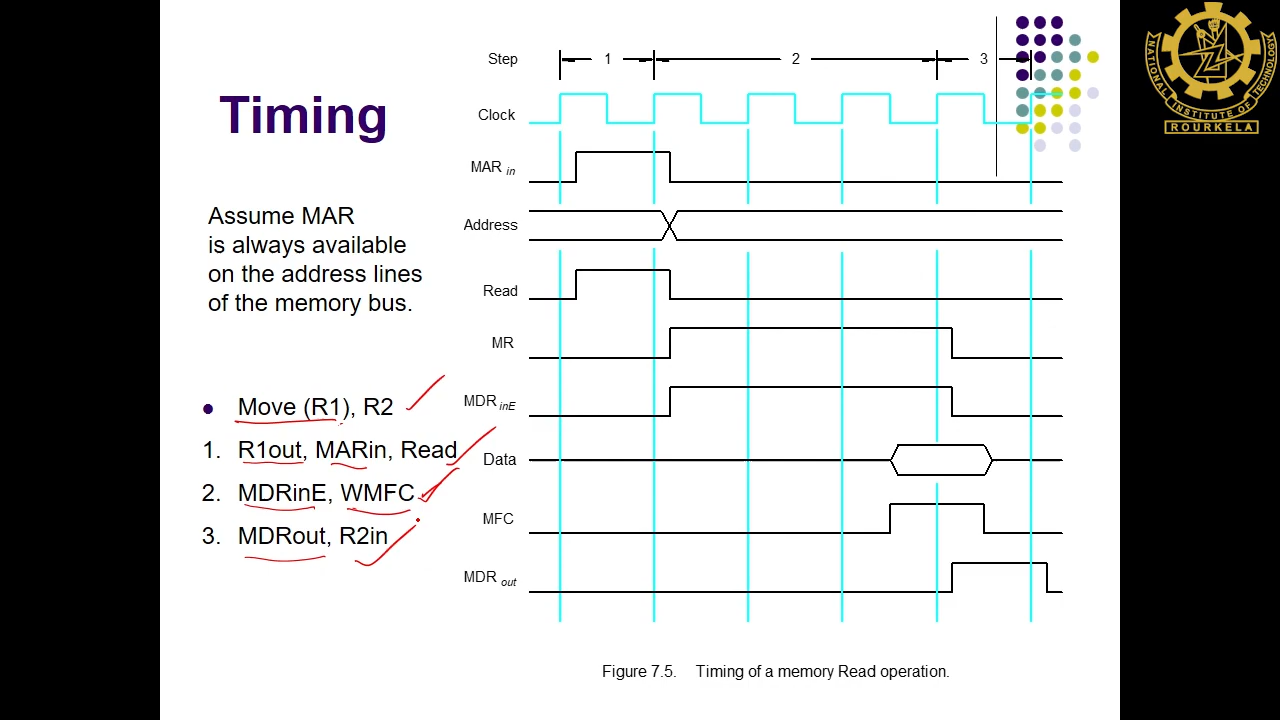 Timing
Assume MAR
is always available
on the address lines
of the memory bus.
• Move (R1), R2
1. R1out, MARin, Read
2. MDRinE, WMFC
3. MDRout, R2in
Step 1 2 3
Clock
MAR in
Address
Read
MR
MDR inE
Data
MFC
MDR out
Figure 7.5. Timing of a memory Read operation.
NATIONAL INSTITUTE OF TECHNOLOGY
ROURKELA